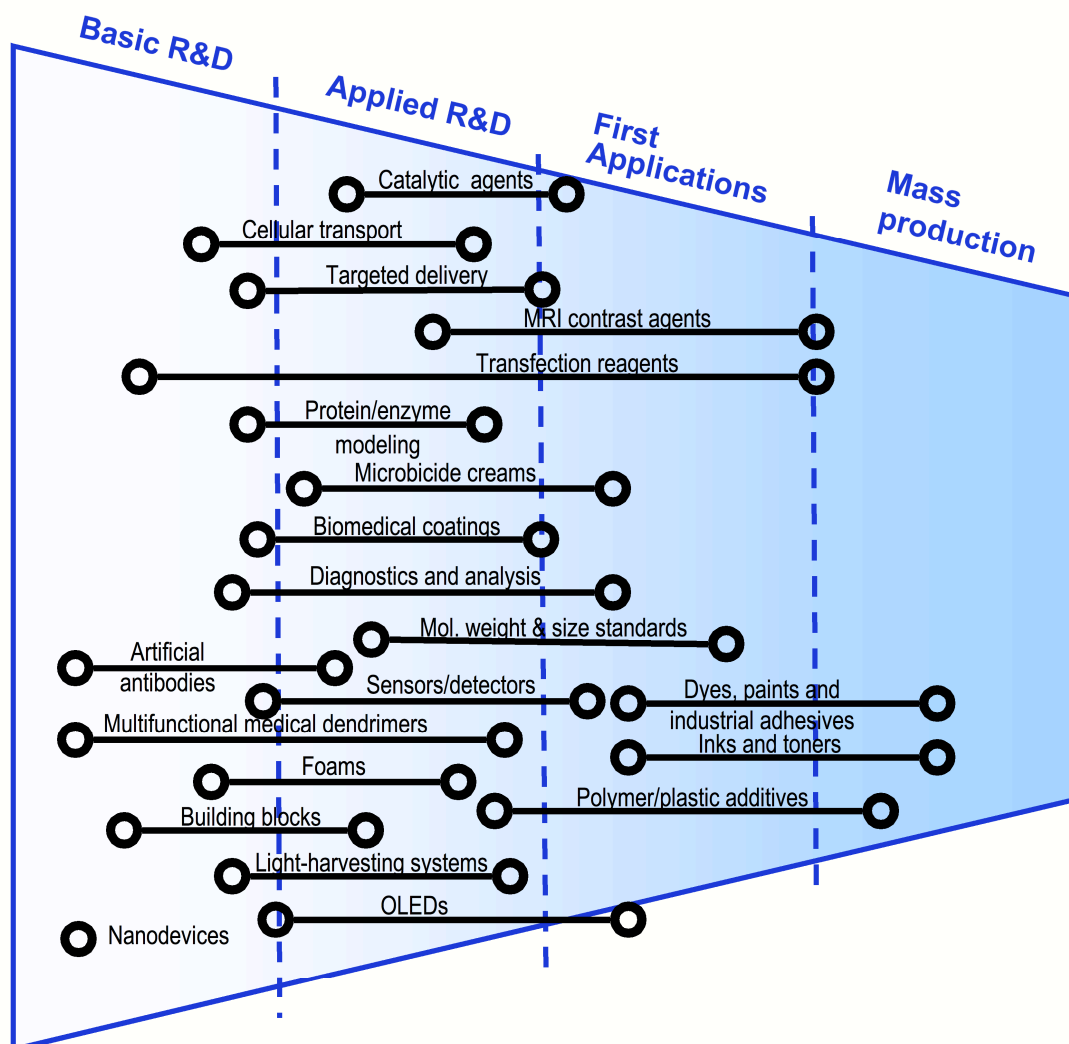 Basic R&D
Applied R&D
First
Applications
Mass
production
Catalytic agents
Cellular transport
Targeted delivery
MRI contrast agents
Transfection reagents
Protein/enzyme
modeling
Microbicide creams
Biomedical coatings
Diagnostics and analysis
Mol. weight & size standards
Artificial
antibodies
Sensors/detectors
Dyes, paints and
industrial adhesives
Multifunctional medical dendrimers
Inks and toners
Foams
Polymer/plastic additives
Building blocks
Light-harvesting systems
OLEDs
Nanodevices